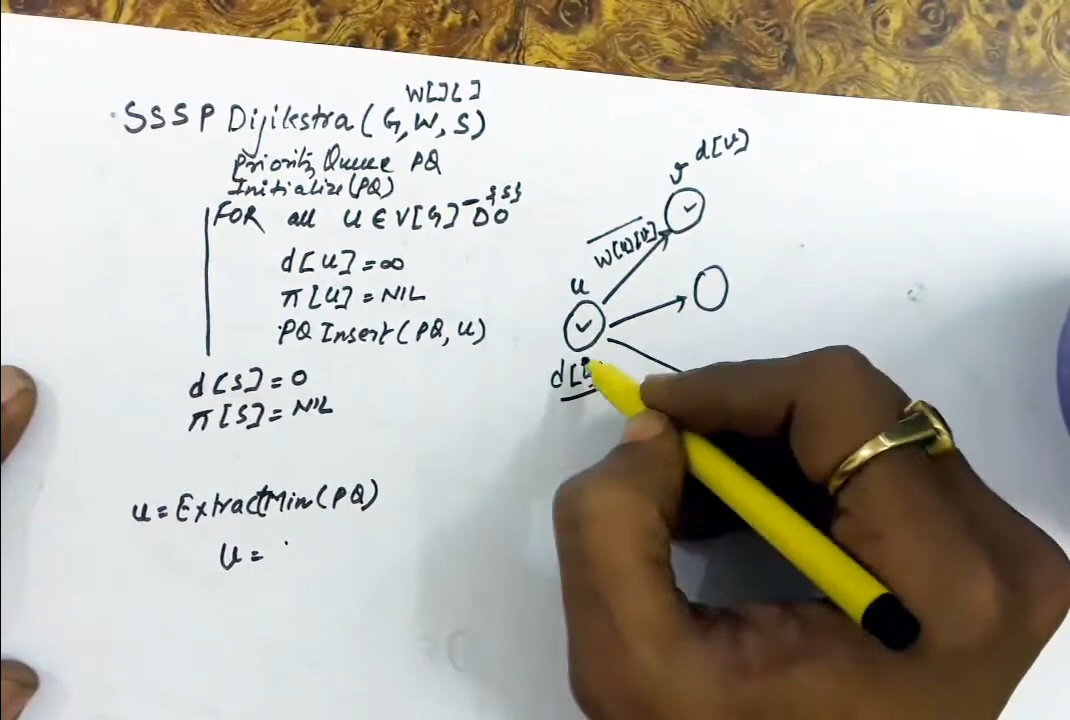 W[][]
SSSP Dijikstra(G,W,S)
Priority Queue PQ
Initialize(PQ)
FOR all u ∈ V[G]-{s} DO
d[u]=∞
π[u]=NIL
PQ Insert(PQ,u)
d[s]=0
π[s]=NIL
u=ExtractMin(PQ)
u=
v d[v]
W[u][v]
u
d[u]